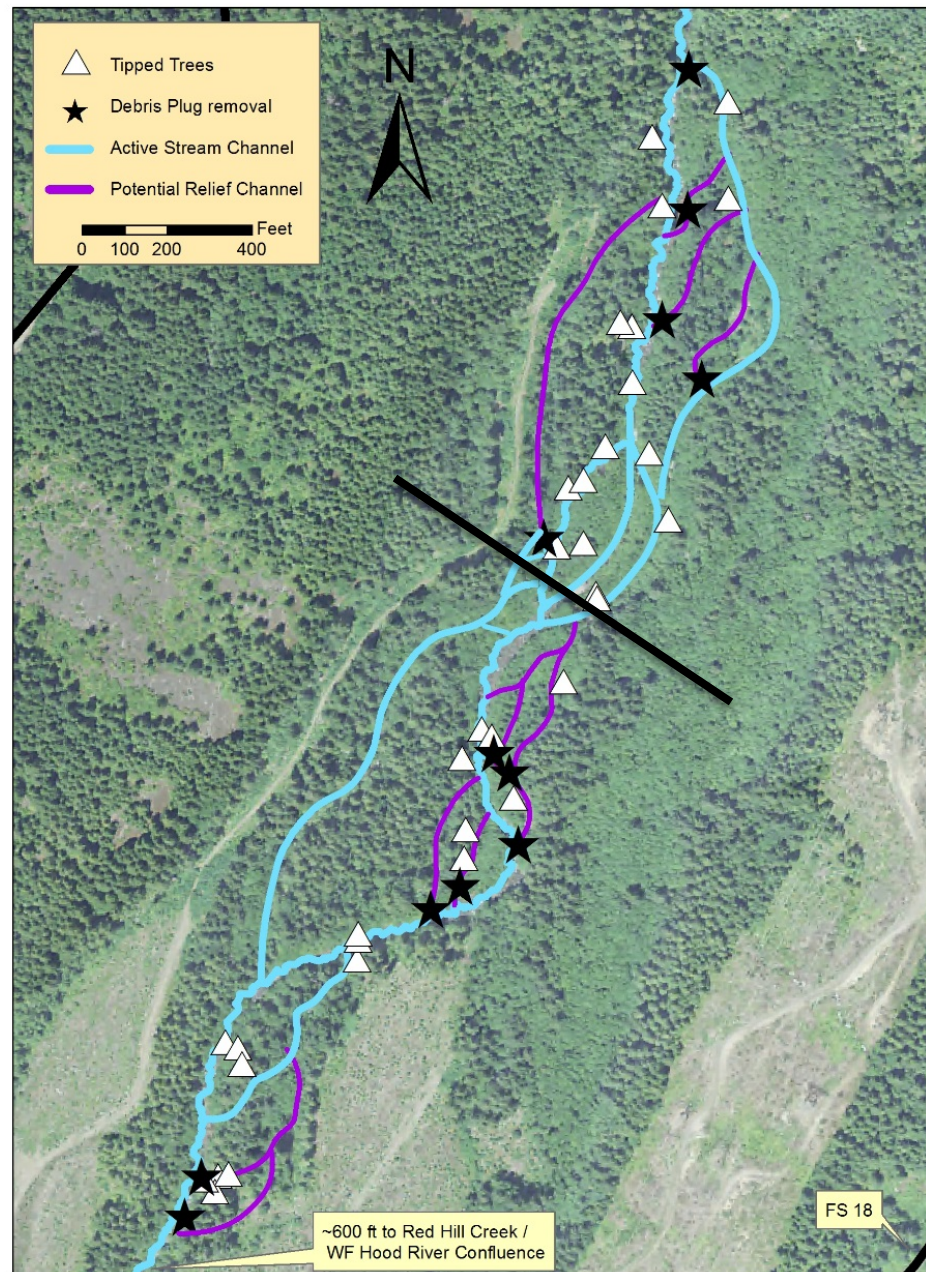 Tipped Trees
Debris Plug removal
Active Stream Channel
Potential Relief Channel
Feet
0 100 200 400
N
~600 ft to Red Hill Creek /
WF Hood River Confluence
FS 18